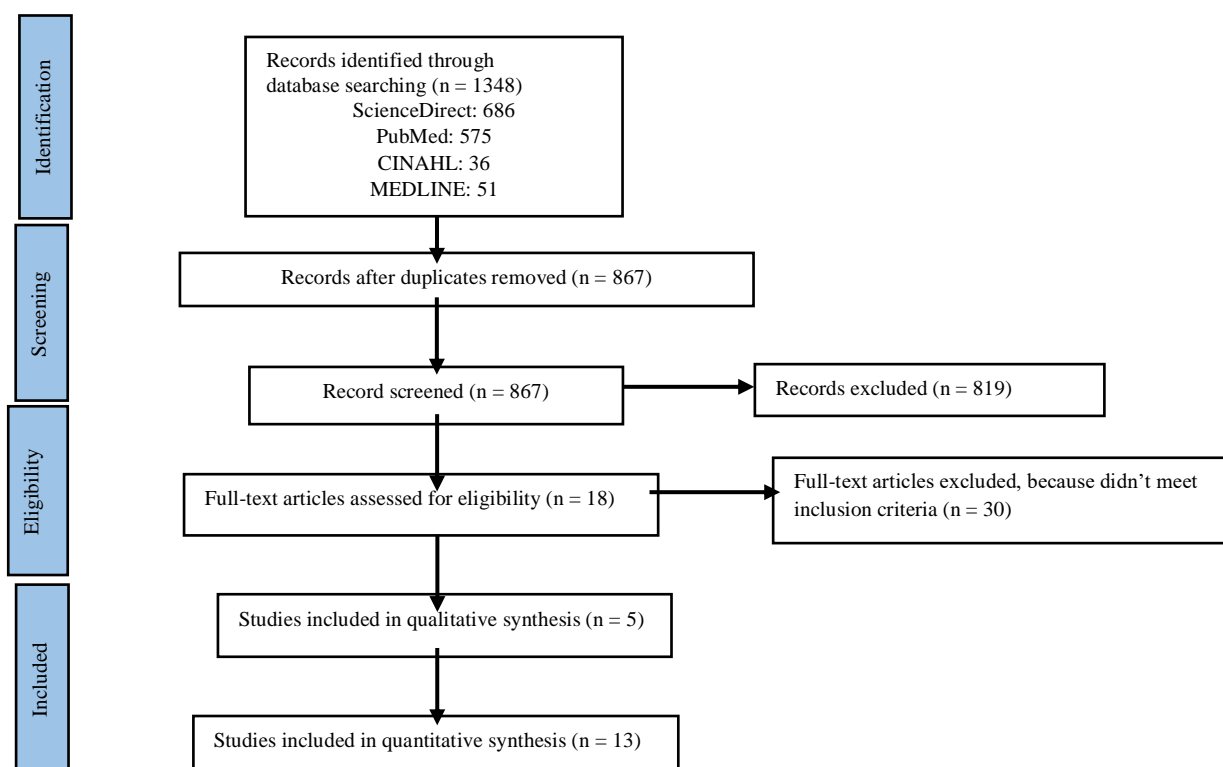 Identification
Records identified through
database searching (n = 1348)
ScienceDirect: 686
PubMed: 575
CINAHL: 36
MEDLINE: 51
Screening
Records after duplicates removed (n = 867)
Record screened (n = 867)
Records excluded (n = 819)
Eligibility
Full-text articles assessed for eligibility (n = 18)
Full-text articles excluded, because didn’t meet
inclusion criteria (n = 30)
Included
Studies included in qualitative synthesis (n = 5)
Studies included in quantitative synthesis (n = 13)